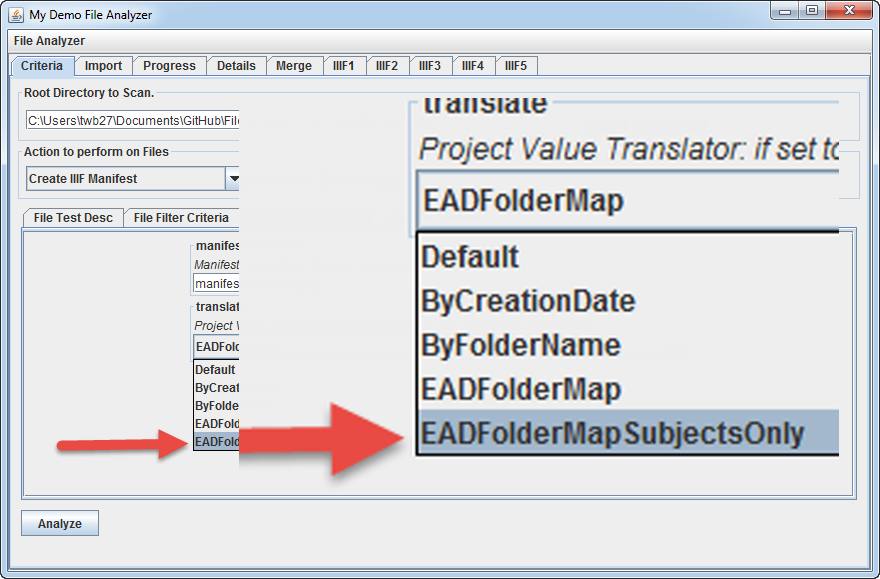 My Demo File Analyzer
File Analyzer
Criteria Import Progress Details Merge IIIF1 IIIF2 IIIF3 IIIF4 IIIF5
Root Directory to Scan.
C:\Users\twb27\Documents\GitHub\File
Action to perform on Files
Create IIIF Manifest
File Test Desc File Filter Criteria
manifes
Manifest
manifes
translat
Project V
EADFold
Default
ByCreat
ByFolde
EADFold
EADFold
translate
Project Value Translator: if set to
EADFolderMap
Default
ByCreationDate
ByFolderName
EADFolderMap
EADFolderMapSubjectsOnly
Analyze